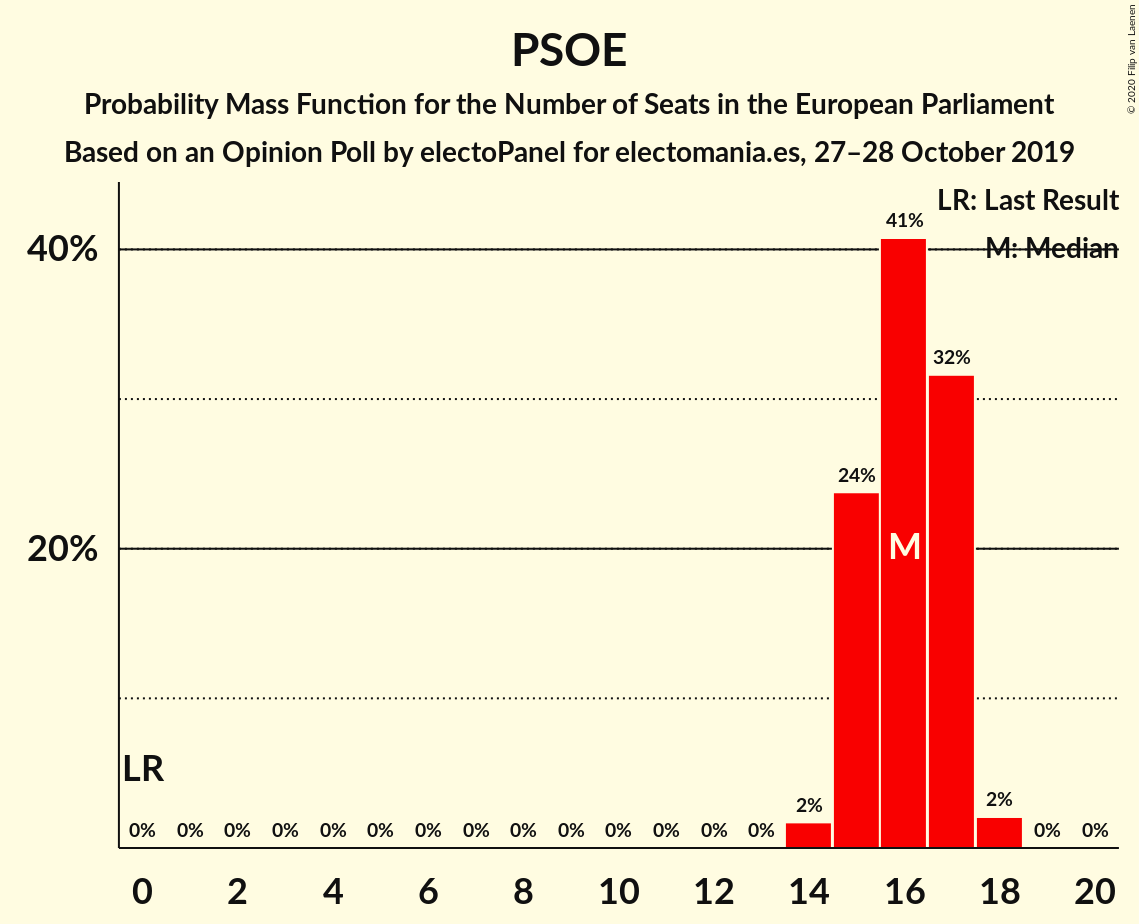 PSOE
Probability Mass Function for the Number of Seats in the European Parliament
Based on an Opinion Poll by electoPanel for electomania.es, 27–28 October 2019
© 2020 Filip van Laenen
LR: Last Result
M: Median
40%
20%
41%
32%
24%
M
LR
2%
2%
0% 0% 0% 0% 0% 0% 0% 0% 0% 0% 0% 0% 0% 0% 0% 0%
0 2 4 6 8 10 12 14 16 18 20